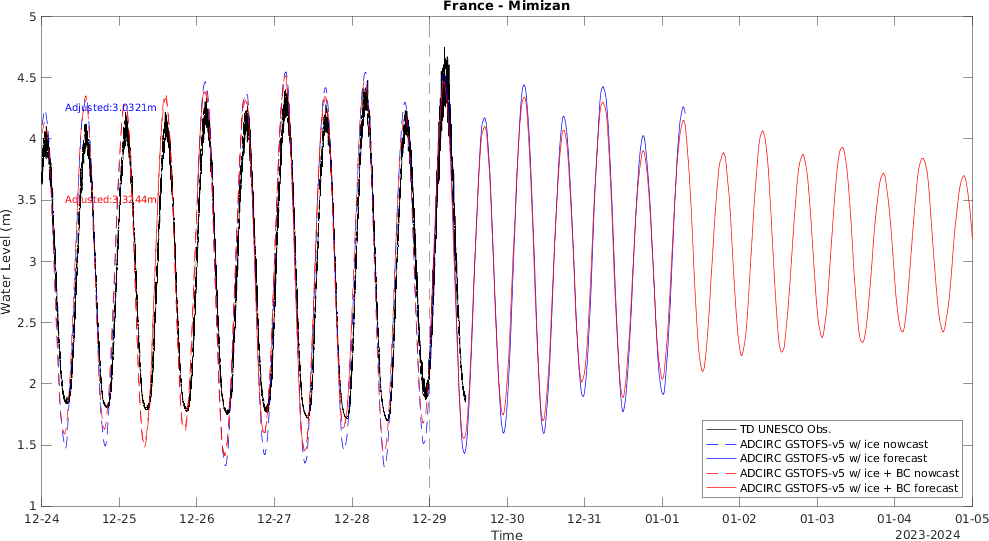 France - Mimizan
5
4.5
4
3.5
3
2.5
2
1.5
1
Water Level (m)
Adjusted:3.0321m
Adjusted:3.3244m
TD UNESCO Obs.
ADCIRC GSTOFS-v5 w/ ice nowcast
ADCIRC GSTOFS-v5 w/ ice forecast
ADCIRC GSTOFS-v5 w/ ice + BC nowcast
ADCIRC GSTOFS-v5 w/ ice + BC forecast
12-24 12-25 12-26 12-27 12-28 12-29 12-30 12-31 01-01 01-02 01-03 01-04 01-05
Time
2023-2024